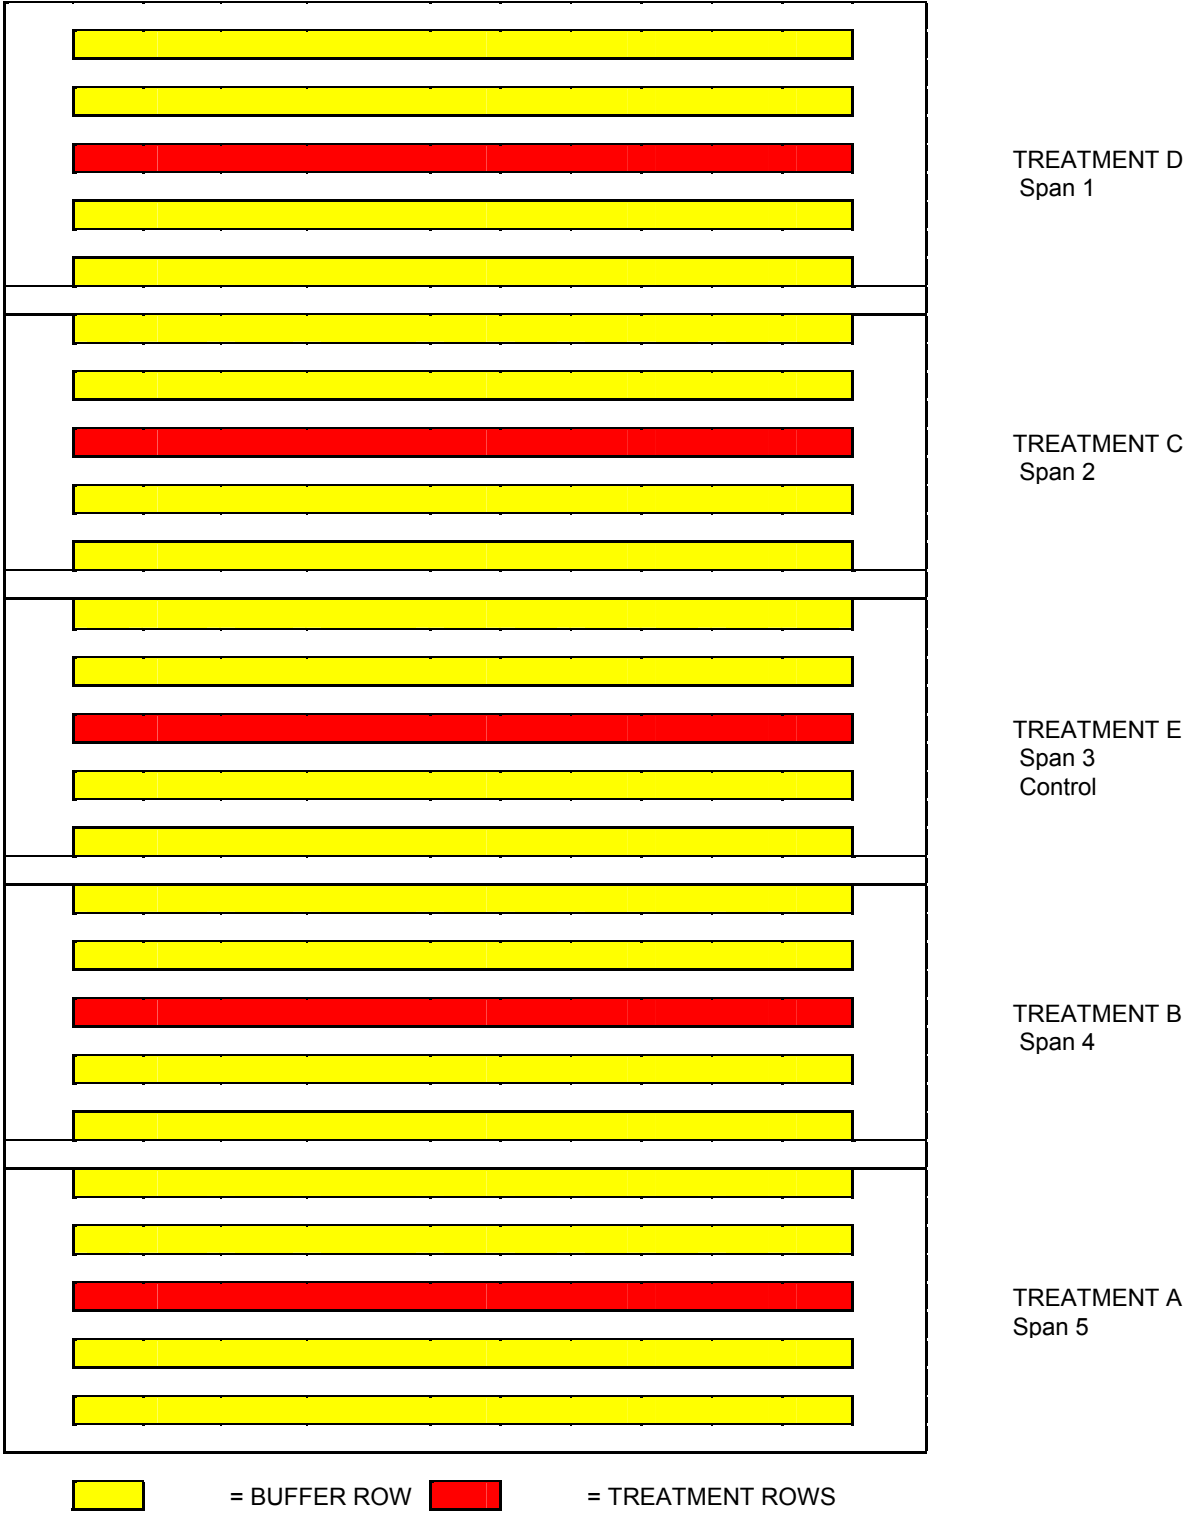 TREATMENT D
Span 1
TREATMENT C
Span 2
TREATMENT E
Span 3
Control
TREATMENT B
Span 4
TREATMENT A
Span 5
= BUFFER ROW = TREATMENT ROWS